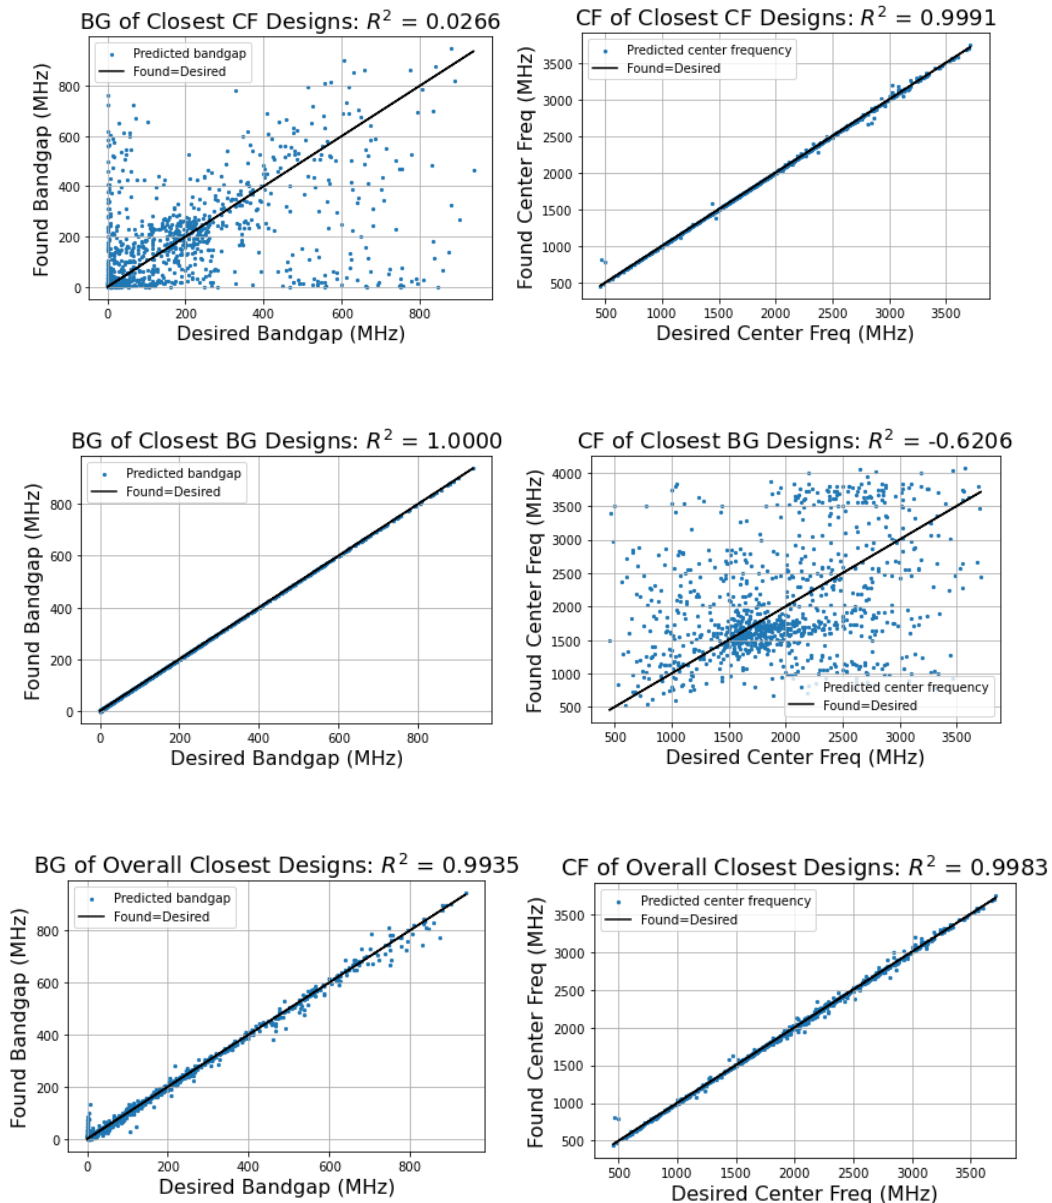 BG of Closest CF Designs: R² = 0.0266
Predicted bandgap
Found=Desired
Found Bandgap (MHz)
800
600
400
200
0
0 200 400 600 800
Desired Bandgap (MHz)
CF of Closest CF Designs: R² = 0.9991
Predicted center frequency
Found=Desired
Found Center Freq (MHz)
3500
3000
2500
2000
1500
1000
500
500 1000 1500 2000 2500 3000 3500
Desired Center Freq (MHz)
BG of Closest BG Designs: R² = 1.0000
Predicted bandgap
Found=Desired
Found Bandgap (MHz)
800
600
400
200
0
0 200 400 600 800
Desired Bandgap (MHz)
CF of Closest BG Designs: R² = -0.6206
Found Center Freq (MHz)
4000
3500
3000
2500
2000
1500
1000
500
Predicted center frequency
Found=Desired
500 1000 1500 2000 2500 3000 3500
Desired Center Freq (MHz)
BG of Overall Closest Designs: R² = 0.9935
Predicted bandgap
Found=Desired
Found Bandgap (MHz)
800
600
400
200
0
0 200 400 600 800
Desired Bandgap (MHz)
CF of Overall Closest Designs: R² = 0.9983
Predicted center frequency
Found=Desired
Found Center Freq (MHz)
3500
3000
2500
2000
1500
1000
500
500 1000 1500 2000 2500 3000 3500
Desired Center Freq (MHz)